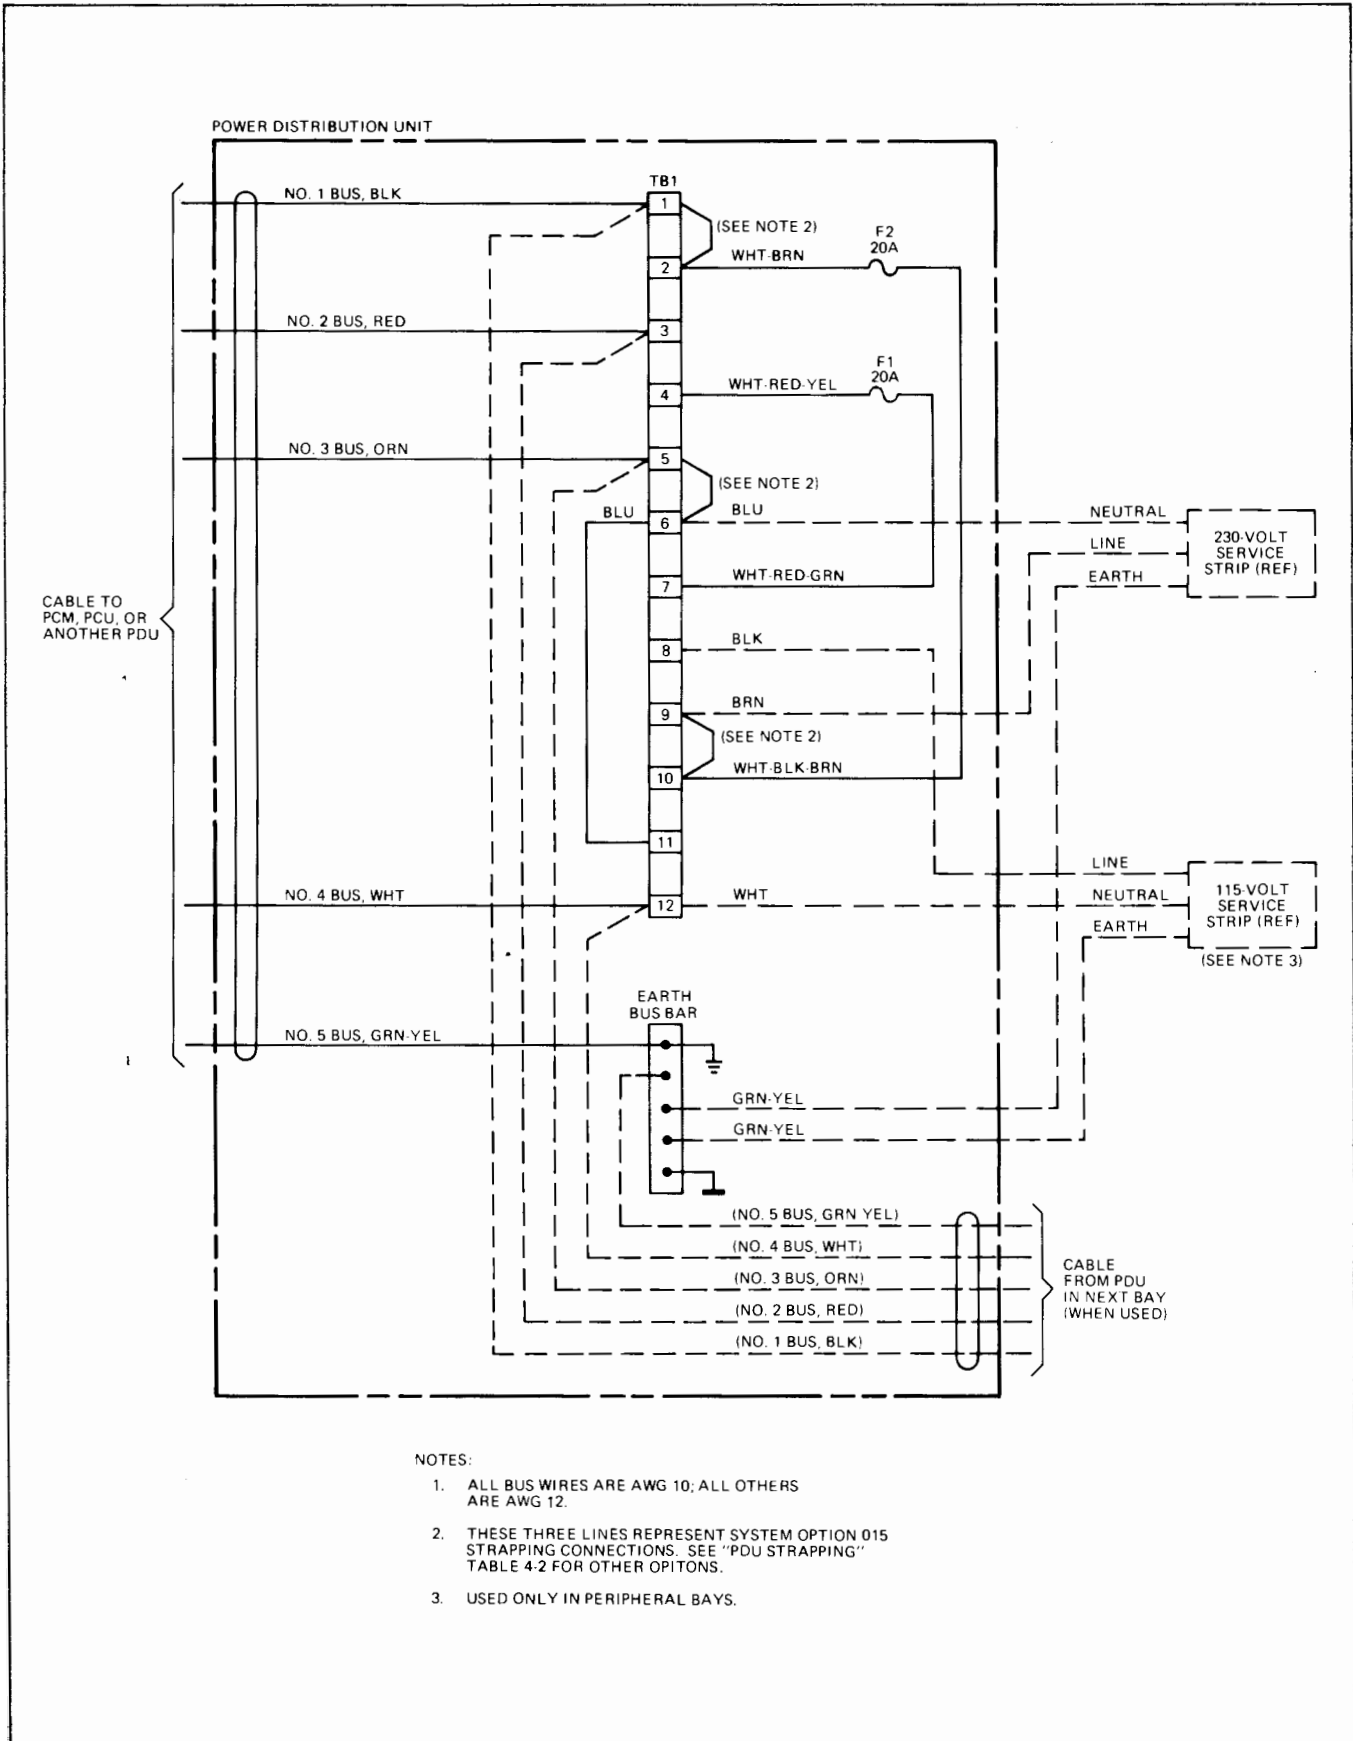 POWER DISTRIBUTION UNIT
TB1
NO. 1 BUS, BLK
1
(SEE NOTE 2)
F2
20A
WHT-BRN
2
NO. 2 BUS, RED
3
F1
20A
WHT-RED-YEL
4
NO. 3 BUS, ORN
5
(SEE NOTE 2)
BLU
6
BLU
NEUTRAL
LINE
EARTH
230-VOLT
SERVICE
STRIP (REF)
WHT-RED-GRN
7
CABLE TO
PCM, PCU, OR
ANOTHER PDU
BLK
8
BRN
9
(SEE NOTE 2)
WHT-BLK-BRN
10
11
LINE
NEUTRAL
EARTH
115-VOLT
SERVICE
STRIP (REF)
(SEE NOTE 3)
NO. 4 BUS, WHT
12
WHT
EARTH
BUS BAR
NO. 5 BUS, GRN-YEL
GRN-YEL
GRN-YEL
(NO. 5 BUS, GRN YEL)
(NO. 4 BUS, WHT)
(NO. 3 BUS, ORN)
(NO. 2 BUS, RED)
(NO. 1 BUS, BLK)
CABLE
FROM PDU
IN NEXT BAY
(WHEN USED)
NOTES:
1. ALL BUS WIRES ARE AWG 10; ALL OTHERS
ARE AWG 12.
2. THESE THREE LINES REPRESENT SYSTEM OPTION 015
STRAPPING CONNECTIONS. SEE "PDU STRAPPING"
TABLE 4-2 FOR OTHER OPITONS.
3. USED ONLY IN PERIPHERAL BAYS.